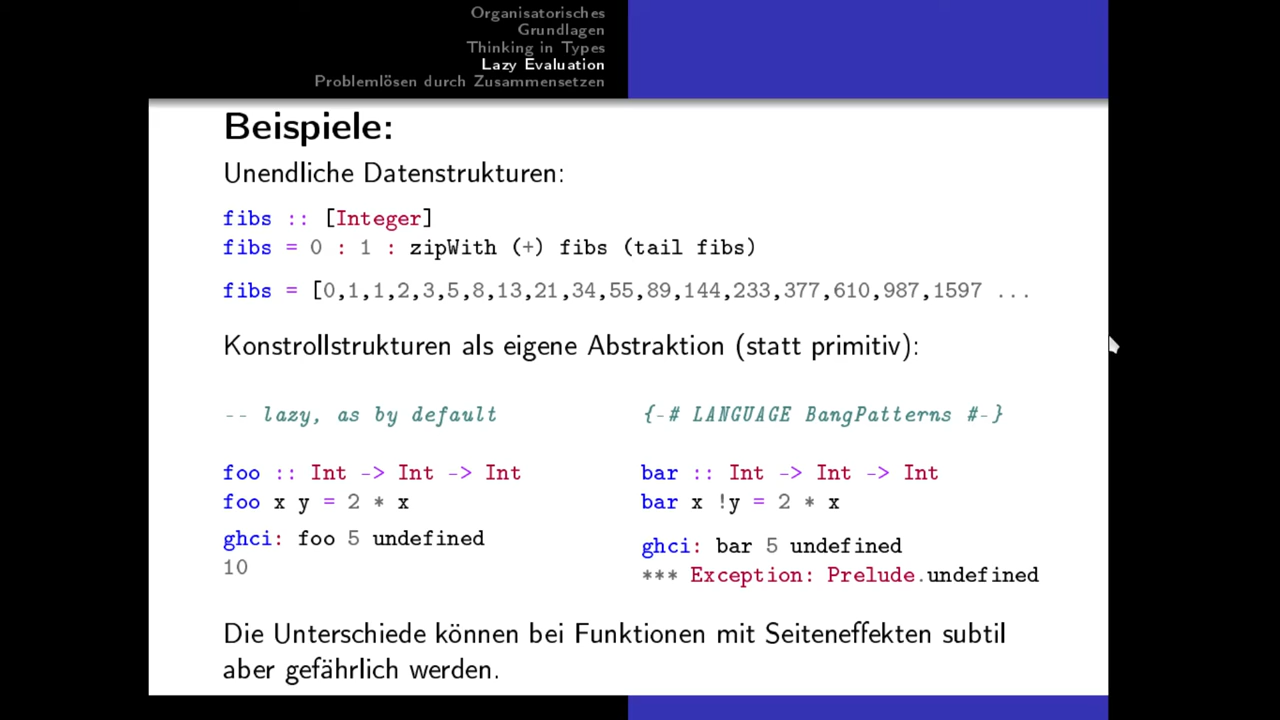 Organisatorisches
Grundlagen
Thinking in Types
Lazy Evaluation
Problemlösen durch Zusammensetzen
Beispiele:
Unendliche Datenstrukturen:
fibs :: [Integer]
fibs = 0 : 1 : zipWith (+) fibs (tail fibs)
fibs = [0,1,1,2,3,5,8,13,21,34,55,89,144,233,377,610,987,1597 ...
Konstrollstrukturen als eigene Abstraktion (statt primitiv):
-- lazy, as by default
foo :: Int -> Int -> Int
foo x y = 2 * x
ghci: foo 5 undefined
10
{-# LANGUAGE BangPatterns #-}
bar :: Int -> Int -> Int
bar x !y = 2 * x
ghci: bar 5 undefined
*** Exception: Prelude.undefined
Die Unterschiede können bei Funktionen mit Seiteneffekten subtil
aber gefährlich werden.